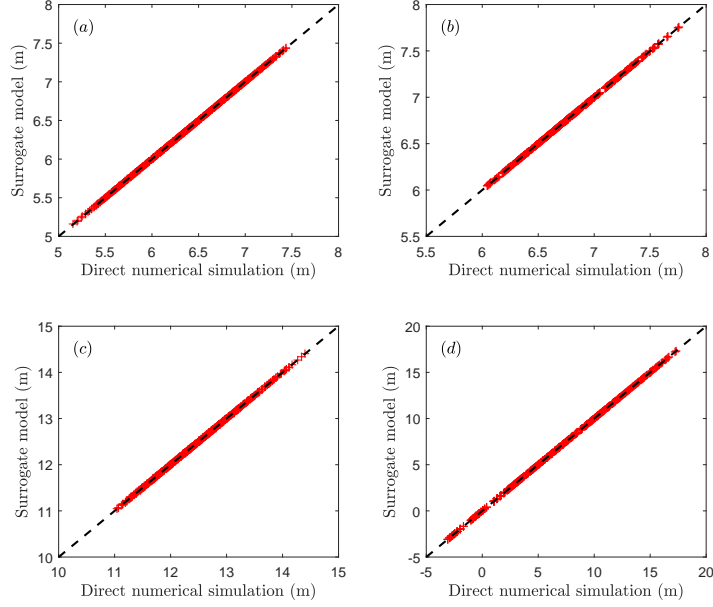 (a)
8
7.5
7
6.5
6
5.5
5
Surrogate model (m)
5 5.5 6 6.5 7 7.5 8
Direct numerical simulation (m)
(b)
8
7.5
7
6.5
6
5.5
Surrogate model (m)
5.5 6 6.5 7 7.5 8
Direct numerical simulation (m)
(c)
15
14
13
12
11
10
Surrogate model (m)
10 11 12 13 14 15
Direct numerical simulation (m)
(d)
20
15
10
5
0
-5
Surrogate model (m)
-5 0 5 10 15 20
Direct numerical simulation (m)